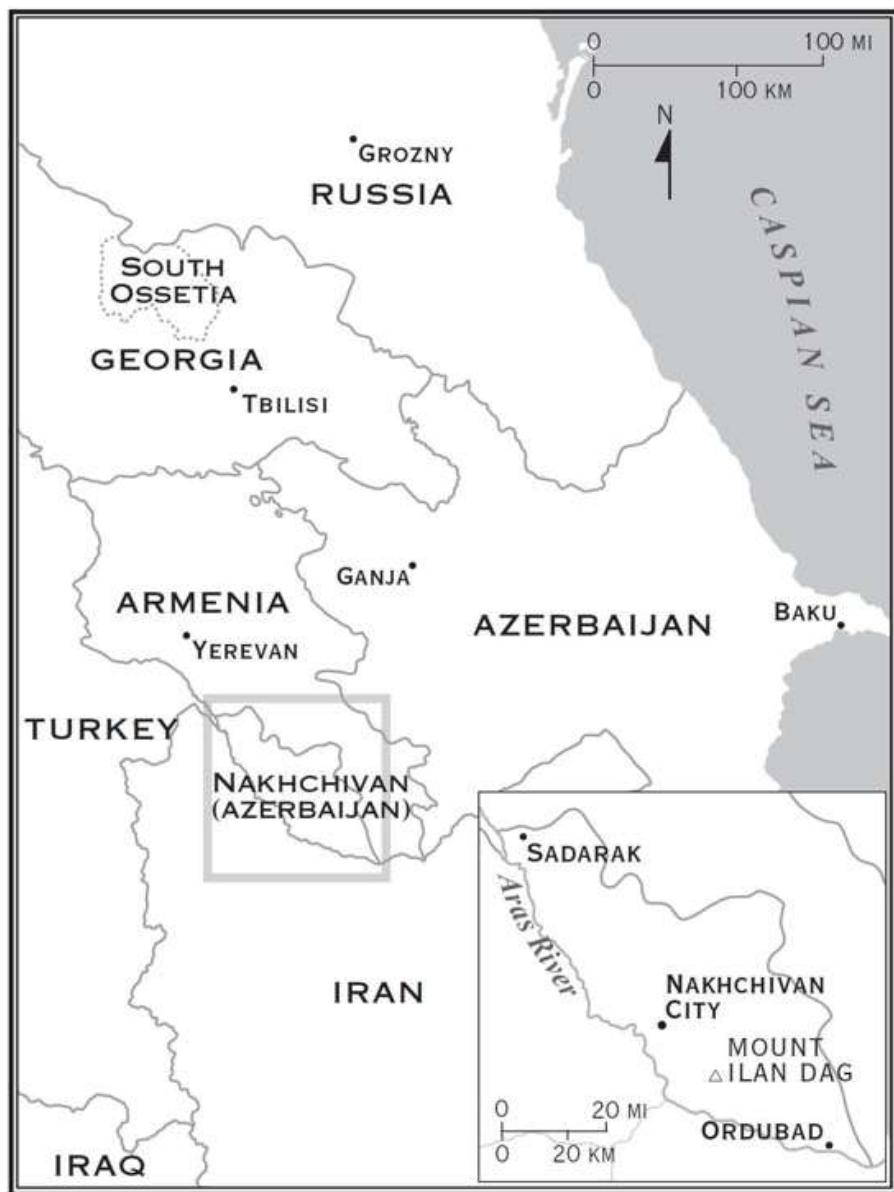 0 100 MI
0 100 KM
N
GROZNY
RUSSIA
CASPIAN SEA
SOUTH
OSSETIA
GEORGIA
TBILISI
GANJA
ARMENIA
AZERBAIJAN
BAKU
YEREVAN
TURKEY
NAKHCHIVAN
(AZERBAIJAN)
IRAN
IRAQ
SADARAK
Aras River
NAKHCHIVAN
CITY
MOUNT
ILAN DAG
0 20 MI
0 20 KM
ORDUBAD